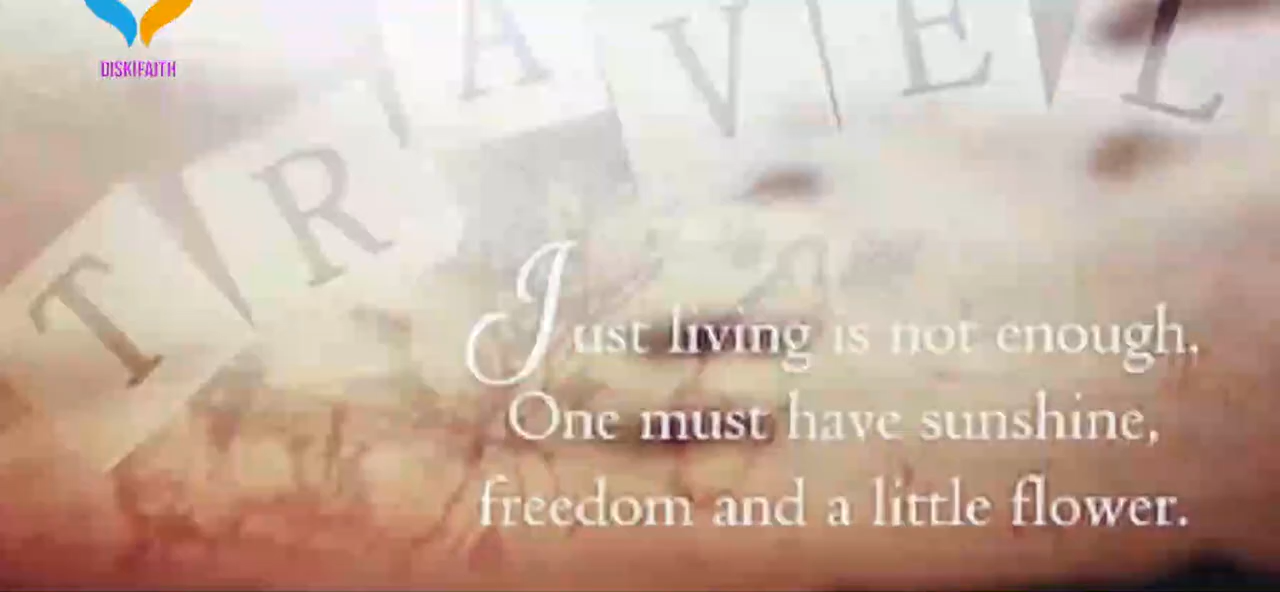 DISKIFAITH
TRAVEL
Just living is not enough,
One must have sunshine,
freedom and a little flower.